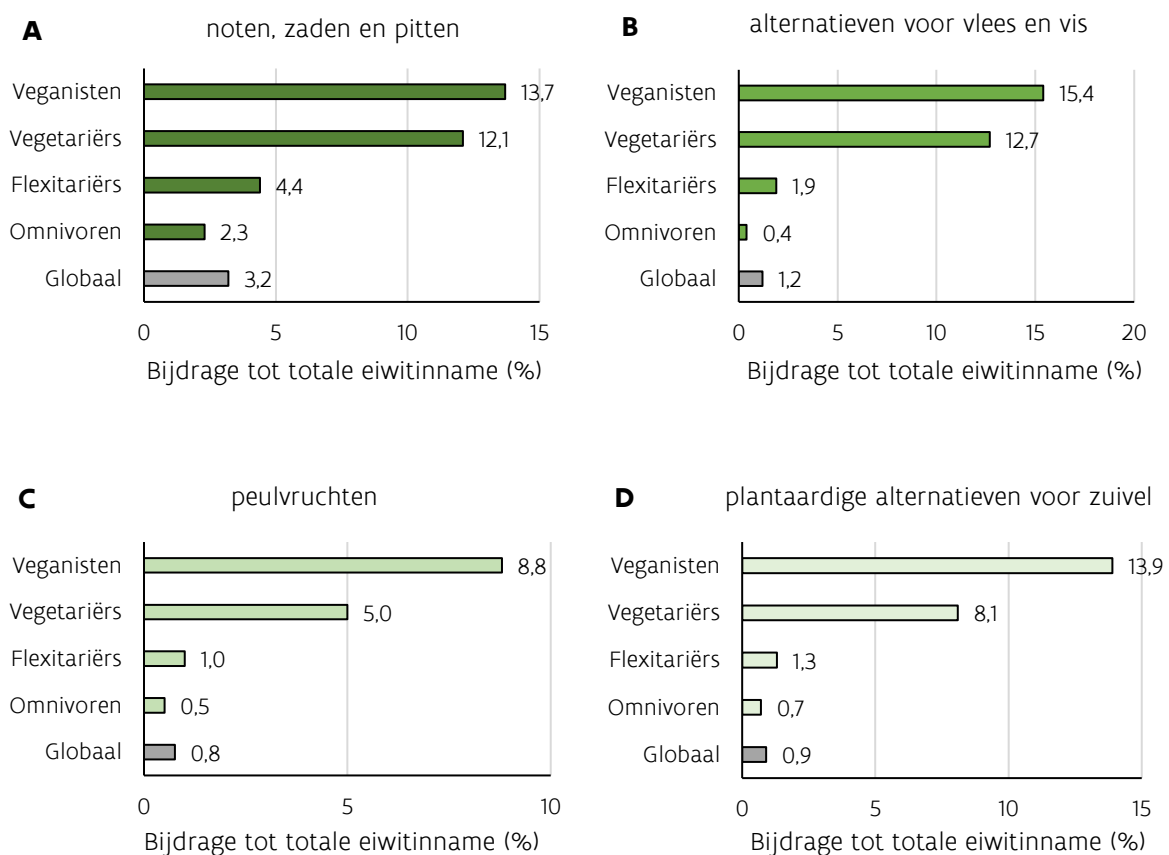 A noten, zaden en pitten
Veganisten 13,7
Vegetariërs 12,1
Flexitariërs 4,4
Omnivoren 2,3
Globaal 3,2
0 5 10 15
Bijdrage tot totale eiwitinname (%)
B alternatieven voor vlees en vis
Veganisten 15,4
Vegetariërs 12,7
Flexitariërs 1,9
Omnivoren 0,4
Globaal 1,2
0 5 10 15 20
Bijdrage tot totale eiwitinname (%)
C peulvruchten
Veganisten 8,8
Vegetariërs 5,0
Flexitariërs 1,0
Omnivoren 0,5
Globaal 0,8
0 5 10
Bijdrage tot totale eiwitinname (%)
D plantaardige alternatieven voor zuivel
Veganisten 13,9
Vegetariërs 8,1
Flexitariërs 1,3
Omnivoren 0,7
Globaal 0,9
0 5 10 15
Bijdrage tot totale eiwitinname (%)